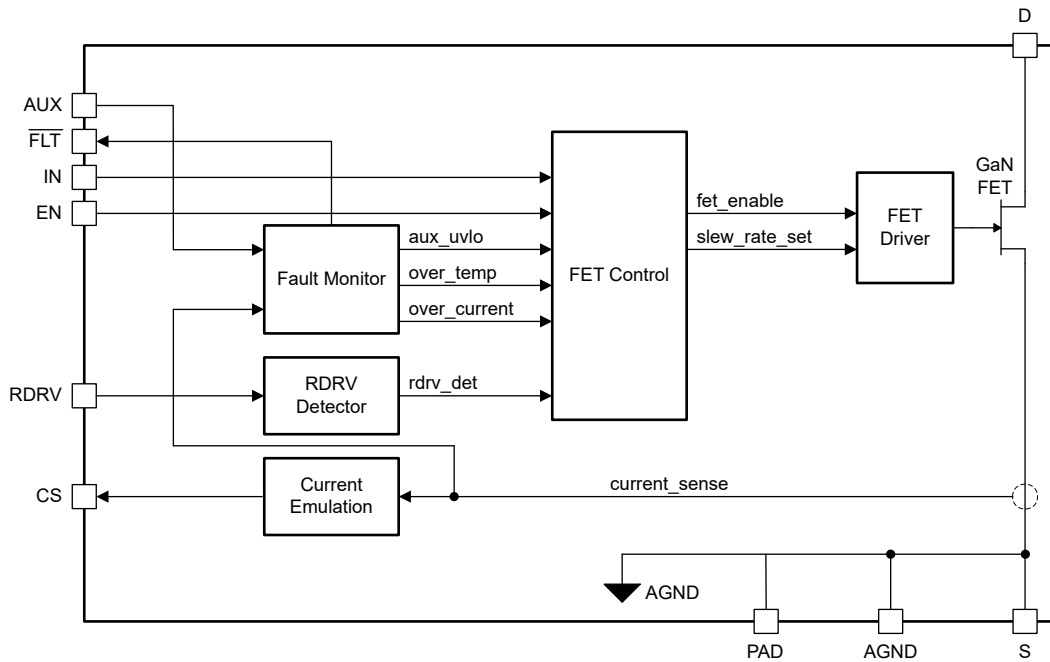 D
AUX
FLT
IN
EN
GaN
FET
fet_enable
slew_rate_set
FET
Driver
aux_uvlo
over_temp
over_current
Fault Monitor
FET Control
RDRV
RDRV
Detector
rdrv_det
CS
Current
Emulation
current_sense
AGND
PAD
AGND
S